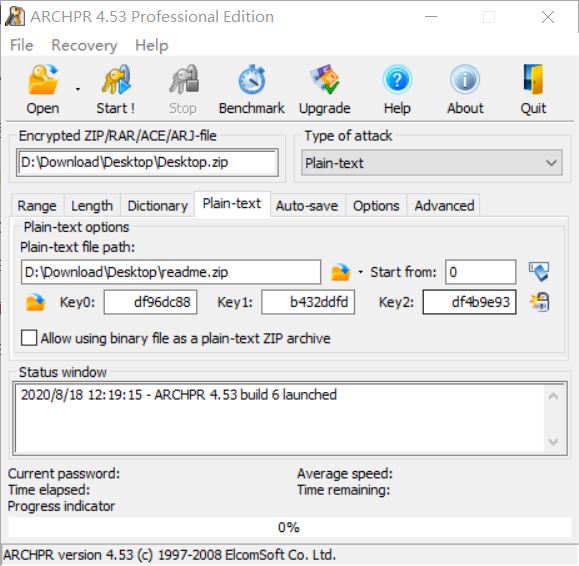 ARCHPR 4.53 Professional Edition
File Recovery Help
Open Start ! Stop Benchmark Upgrade Help About Quit
Encrypted ZIP/RAR/ACE/ARJ-file Type of attack
D:\Download\Desktop\Desktop.zip Plain-text
Range Length Dictionary Plain-text Auto-save Options Advanced
Plain-text options
Plain-text file path:
D:\Download\Desktop\readme.zip Start from: 0
Key0: df96dc88 Key1: b432ddfd Key2: df4b9e93
Allow using binary file as a plain-text ZIP archive
Status window
2020/8/18 12:19:15 - ARCHPR 4.53 build 6 launched
Current password: Average speed:
Time elapsed: Time remaining:
Progress indicator
0%
ARCHPR version 4.53 (c) 1997-2008 ElcomSoft Co. Ltd.